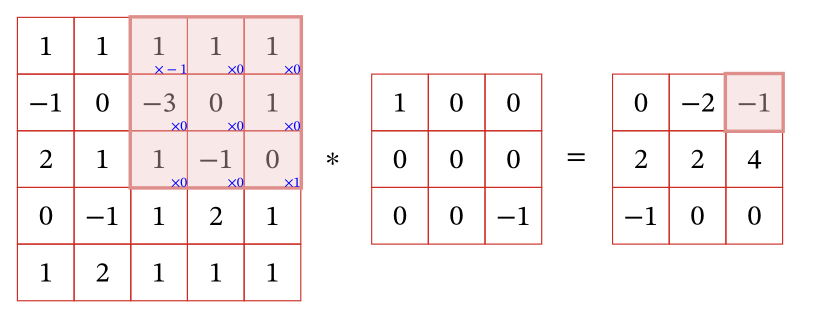 1 1 1 1 1
×−1 ×0 ×0
−1 0 −3 0 1 1 0 0 0 −2 −1
×0 ×0 ×0
2 1 1 −1 0 * 0 0 0 = 2 2 4
×0 ×0 ×1
0 −1 1 2 1 0 0 −1 −1 0 0
1 2 1 1 1